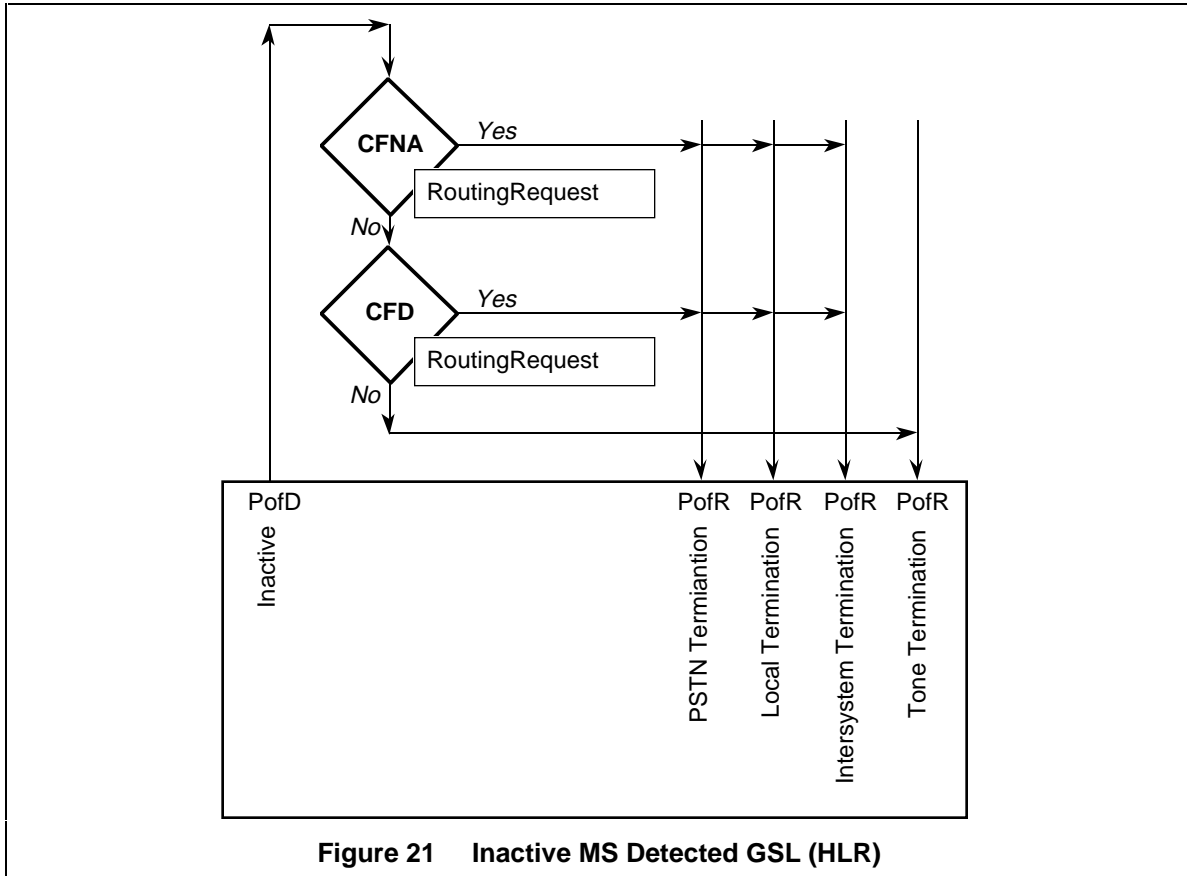 CFNA
Yes
RoutingRequest
No
CFD
Yes
RoutingRequest
No
PofD
PofR
PofR
PofR
PofR
Inactive
PSTN Termiantion
Local Termination
Intersystem Termination
Tone Termination
Figure 21 Inactive MS Detected GSL (HLR)